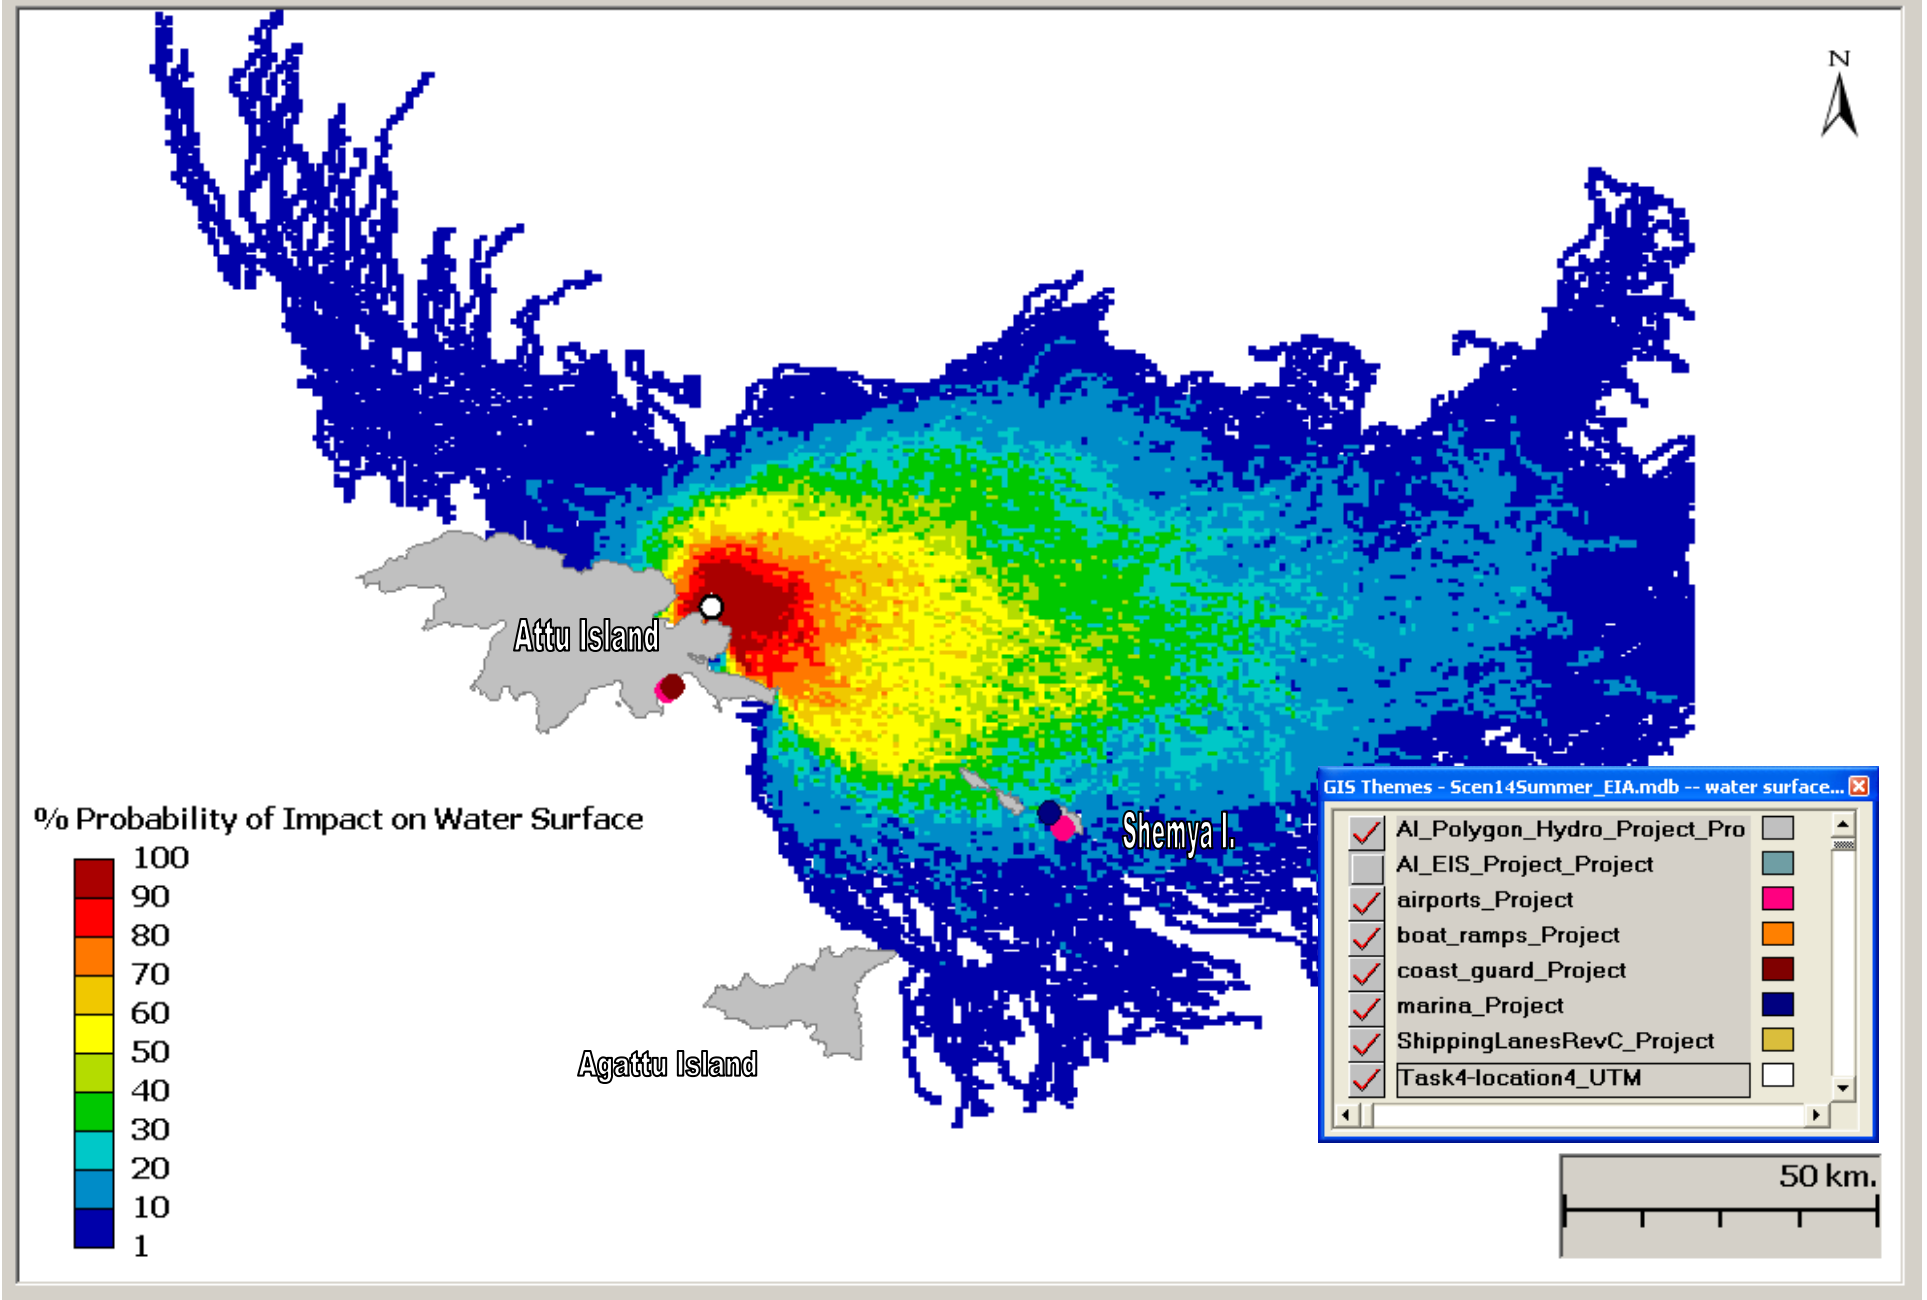 N
Attu Island
% Probability of Impact on Water Surface
100
90
80
70
60
50
40
30
20
10
1
Shemya I.
Agattu Island
GIS Themes - Scen14Summer_EIA.mdb -- water surface...
AI_Polygon_Hydro_Project_Pro
AI_EIS_Project_Project
airports_Project
boat_ramps_Project
coast_guard_Project
marina_Project
ShippingLanesRevC_Project
Task4-location4_UTM
50 km.